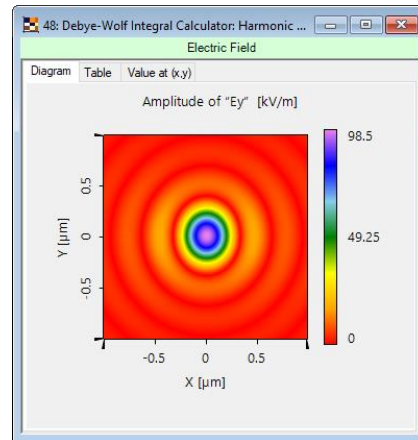 48: Debye-Wolf Integral Calculator: Harmonic ...
Electric Field
Diagram Table Value at (x,y)
Amplitude of "Ey" [kV/m]
98.5
49.25
0
Y [µm]
0.5
0
-0.5
-0.5 0 0.5
X [µm]